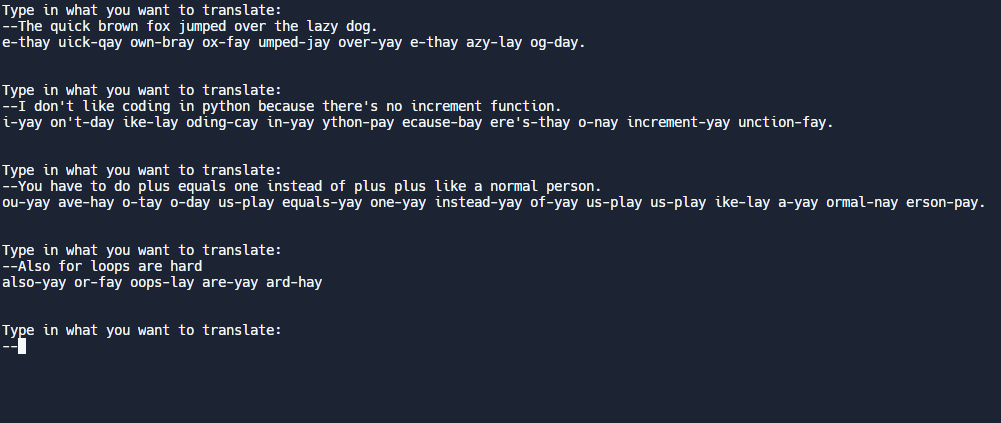 Type in what you want to translate:
--The quick brown fox jumped over the lazy dog.
e-thay uick-qay own-bray ox-fay umped-jay over-yay e-thay azy-lay og-day.
Type in what you want to translate:
--I don't like coding in python because there's no increment function.
i-yay on't-day ike-lay oding-cay in-yay ython-pay ecause-bay ere's-thay o-nay increment-yay unction-fay.
Type in what you want to translate:
--You have to do plus equals one instead of plus plus like a normal person.
ou-yay ave-hay o-tay o-day us-play equals-yay one-yay instead-yay of-yay us-play us-play ike-lay a-yay ormal-nay erson-pay.
Type in what you want to translate:
--Also for loops are hard
also-yay or-fay oops-lay are-yay ard-hay
Type in what you want to translate:
--